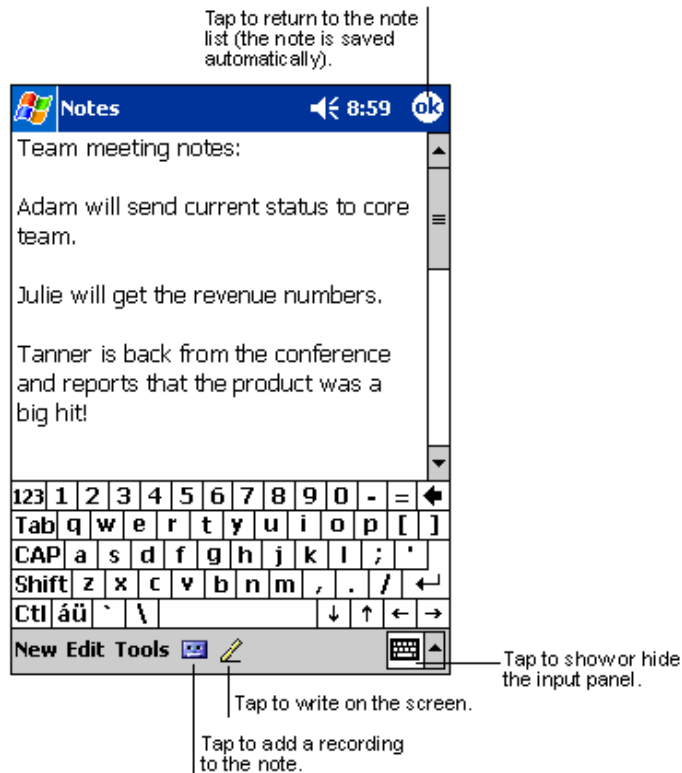 Tap to return to the note
list (the note is saved
automatically).
Notes 8:59 ok
Team meeting notes:
Adam will send current status to core
team.
Julie will get the revenue numbers.
Tanner is back from the conference
and reports that the product was a
big hit!
123 1 2 3 4 5 6 7 8 9 0 - =
Tab q w e r t y u i o p [ ]
CAP a s d f g h j k l ; '
Shift z x c v b n m , . /
Ctl áü ` \
New Edit Tools
Tap to show or hide
the input panel.
Tap to write on the screen.
Tap to add a recording
to the note.